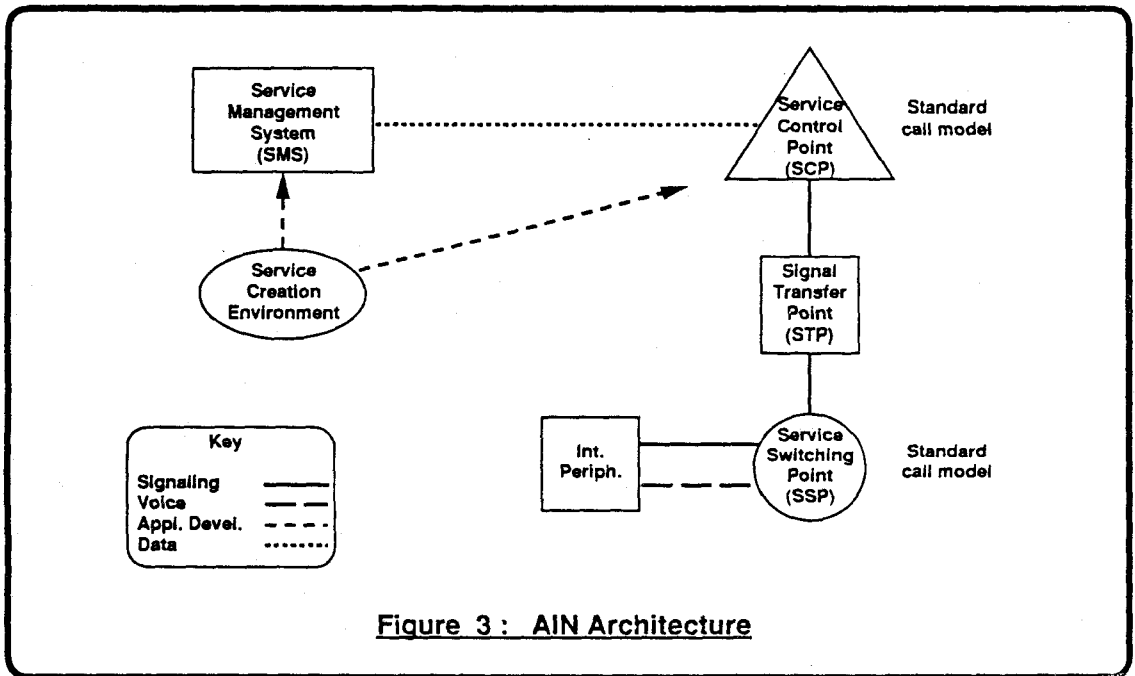 Service
Management
System
(SMS)
Service
Control
Point
(SCP)
Standard
call model
Service
Creation
Environment
Signal
Transfer
Point
(STP)
Key
Signaling
Voice
Appl. Devel.
Data
Int.
Periph.
Service
Switching
Point
(SSP)
Standard
call model
Figure 3 : AIN Architecture